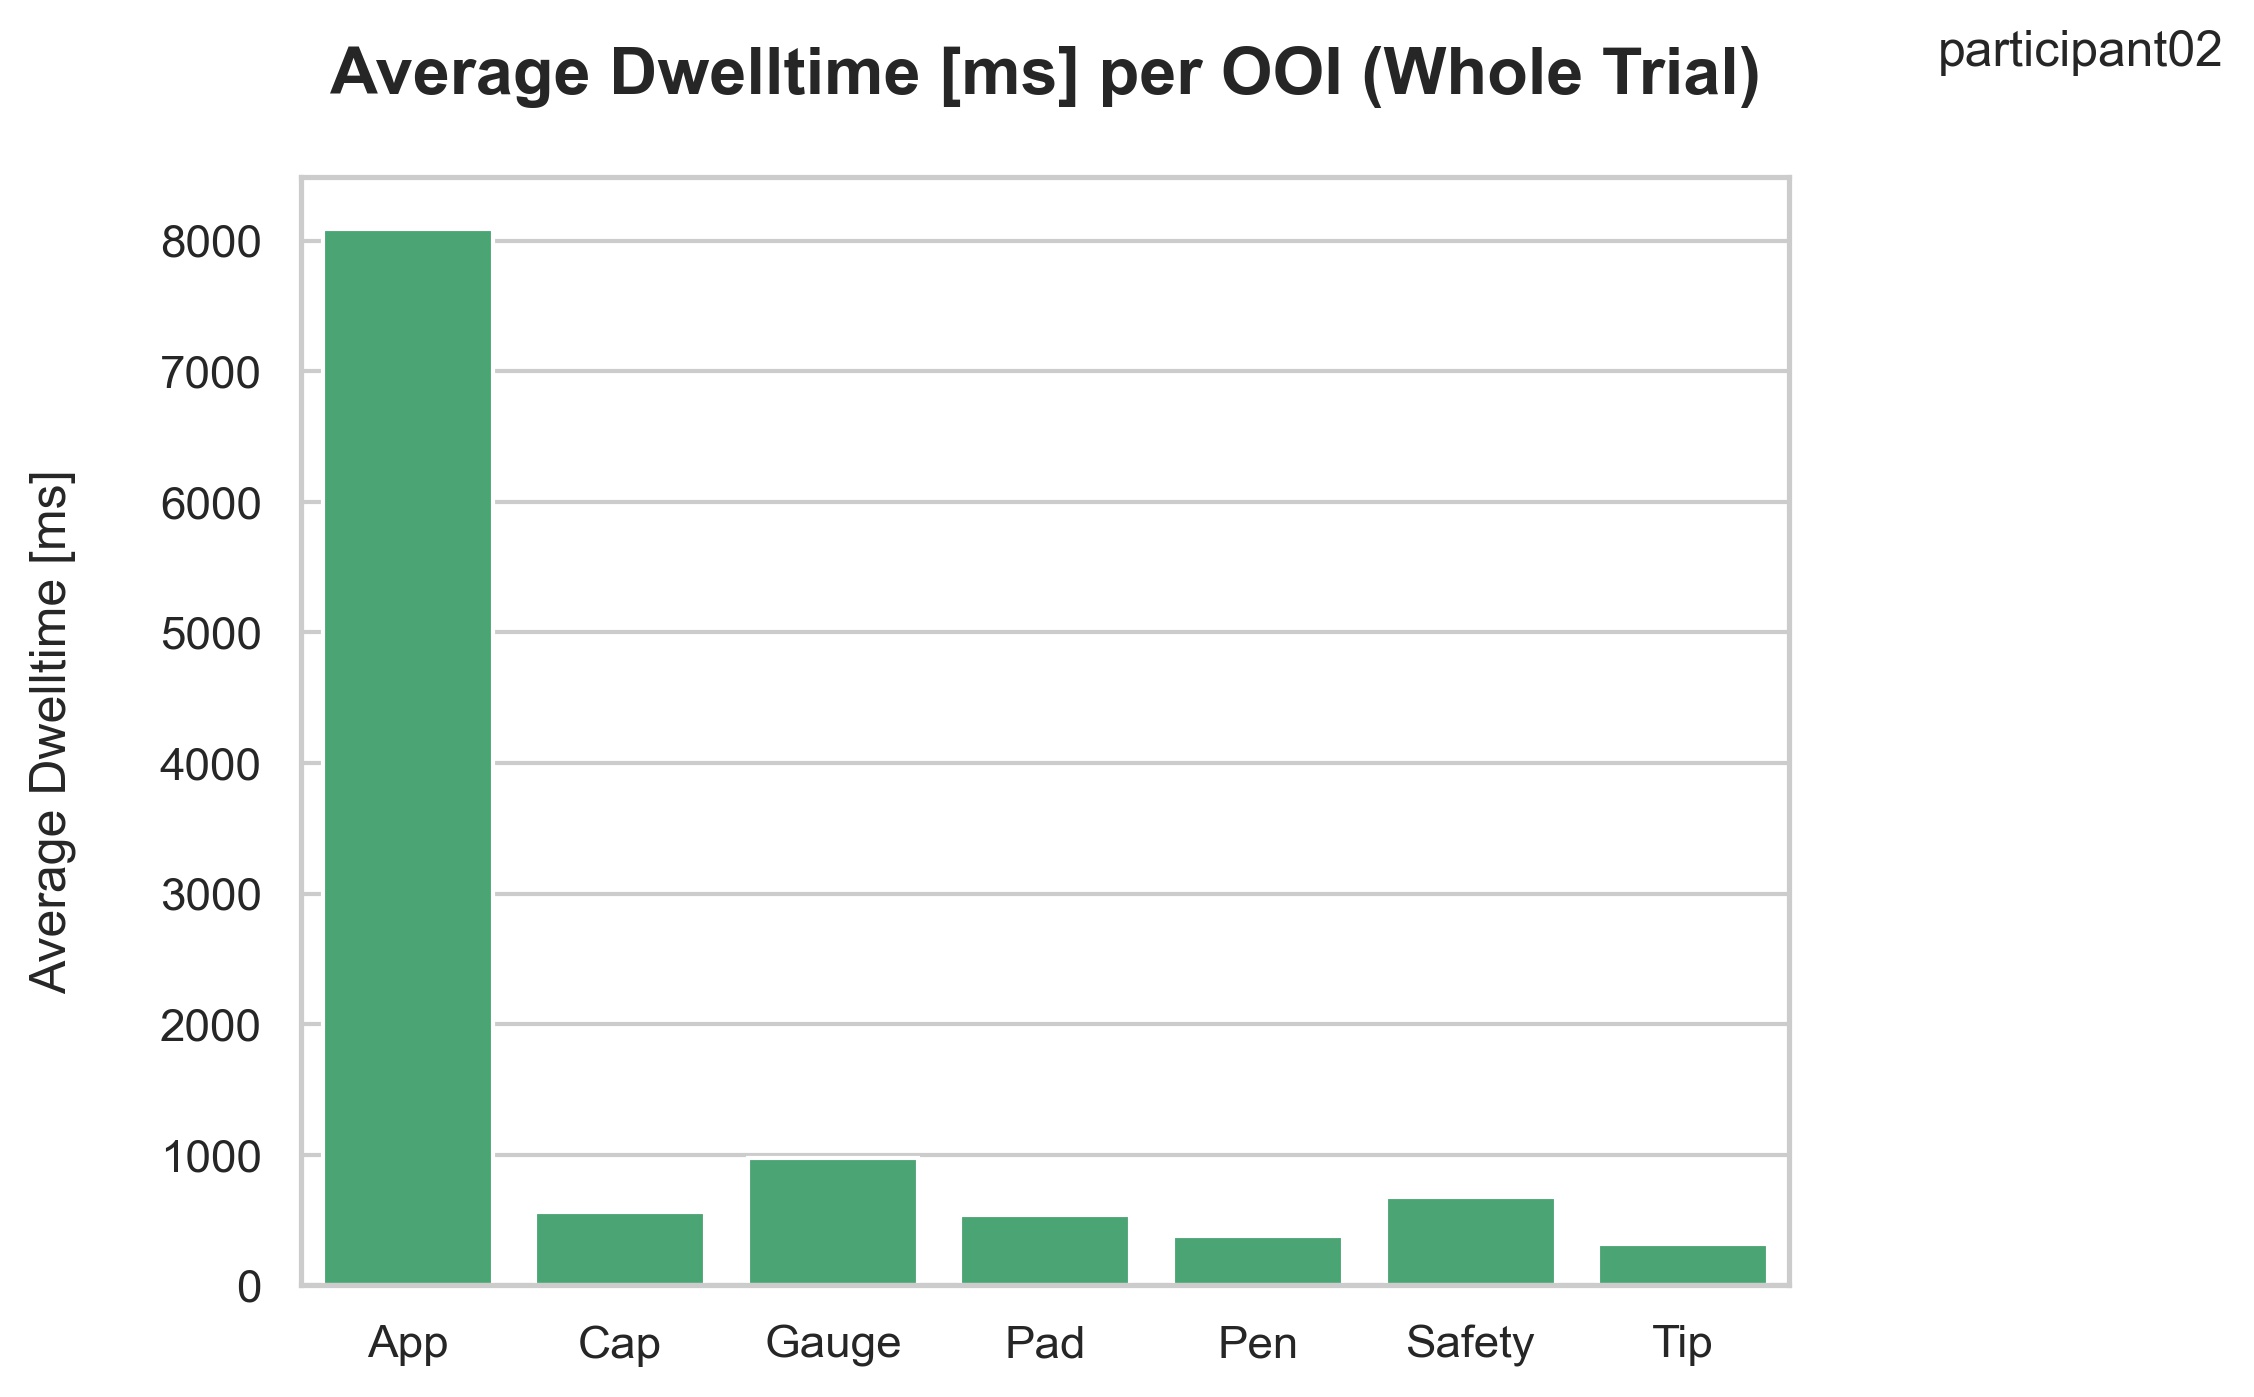 Average Dwelltime [ms] per OOI (Whole Trial)
participant02
Average Dwelltime [ms]
8000
7000
6000
5000
4000
3000
2000
1000
0
App Cap Gauge Pad Pen Safety Tip